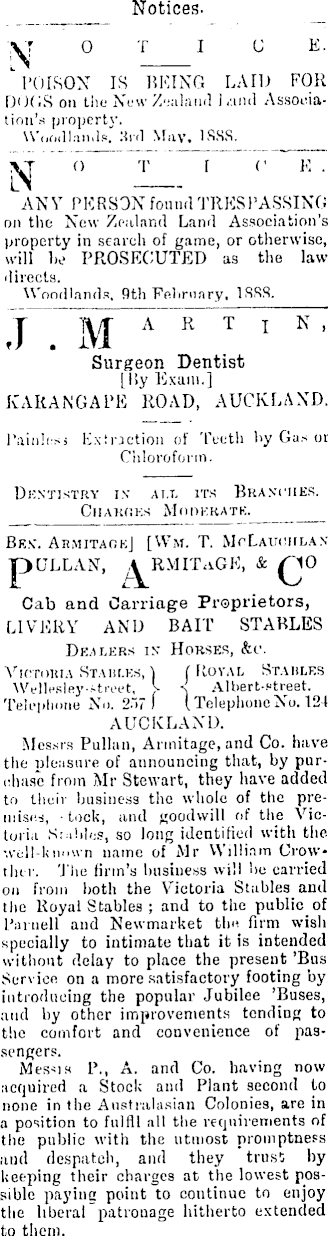 Notices.
NOTICE.
POISON IS BEING LAID FOR
DOGS on the New Zealand Land Associa-
tion's property.
Woodlands, 3rd May, 1888.
NOTICE.
ANY PERSON found TRESPASSING
on the New Zealand Land Association's
property in search of game, or otherwise,
will be PROSECUTED as the law
directs.
Woodlands, 9th February, 1888.
J. MARTIN,
Surgeon Dentist
[By Exam.]
KARANGAPE ROAD, AUCKLAND.
Painless Extraction of Teeth by Gas or
Chloroform.
DENTISTRY IN ALL ITS BRANCHES.
CHARGES MODERATE.
BEN. ARMITAGE] [WM. T. McLAUCHLAN
PULLAN, ARMITAGE, & CO
Cab and Carriage Proprietors,
LIVERY AND BAIT STABLES
DEALERS IN HORSES, &c.
VICTORIA STABLES, } { ROYAL STABLES
Wellesley-street, } { Albert-street.
Telephone No. 257 } { Telephone No. 124
AUCKLAND.
Messrs Pullan, Armitage, and Co. have
the pleasure of announcing that, by pur-
chase from Mr Stewart, they have added
to their business the whole of the pre-
mises, stock, and goodwill of the Vic-
toria Stables, so long identified with the
well-known name of Mr William Crow-
ther. The firm's business will be carried
on from both the Victoria Stables and
the Royal Stables; and to the public of
Parnell and Newmarket the firm wish
specially to intimate that it is intended
without delay to place the present 'Bus
Service on a more satisfactory footing by
introducing the popular Jubilee 'Buses,
and by other improvements tending to
the comfort and convenience of pas-
sengers.
Messrs P., A. and Co. having now
acquired a Stock and Plant second to
none in the Australasian Colonies, are in
a position to fulfil all the requirements of
the public with the utmost promptness
and despatch, and they trust by
keeping their charges at the lowest pos-
sible paying point to continue to enjoy
the liberal patronage hitherto extended
to them.